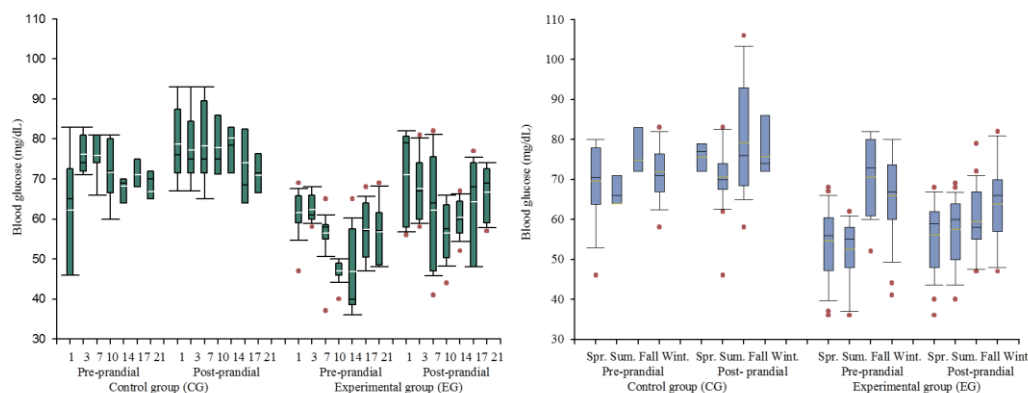 110
100
90
80
70
60
50
40
30
Blood glucose (mg/dL)
1 3 7 10 14 17 21 1 3 7 10 14 17 21 1 3 7 10 14 17 21 1 3 7 10 14 17 21
Pre-prandial Post-prandial Pre-prandial Post-prandial
Control group (CG) Experimental group (EG)
110
100
90
80
70
60
50
40
30
Blood glucose (mg/dL)
Spr. Sum. Fall Wint. Spr. Sum. Fall Wint. Spr. Sum. Fall Wint. Spr. Sum. Fall Wint.
Pre-prandial Post- prandial Pre-prandial Post-prandial
Control group (CG) Experimental group (EG)